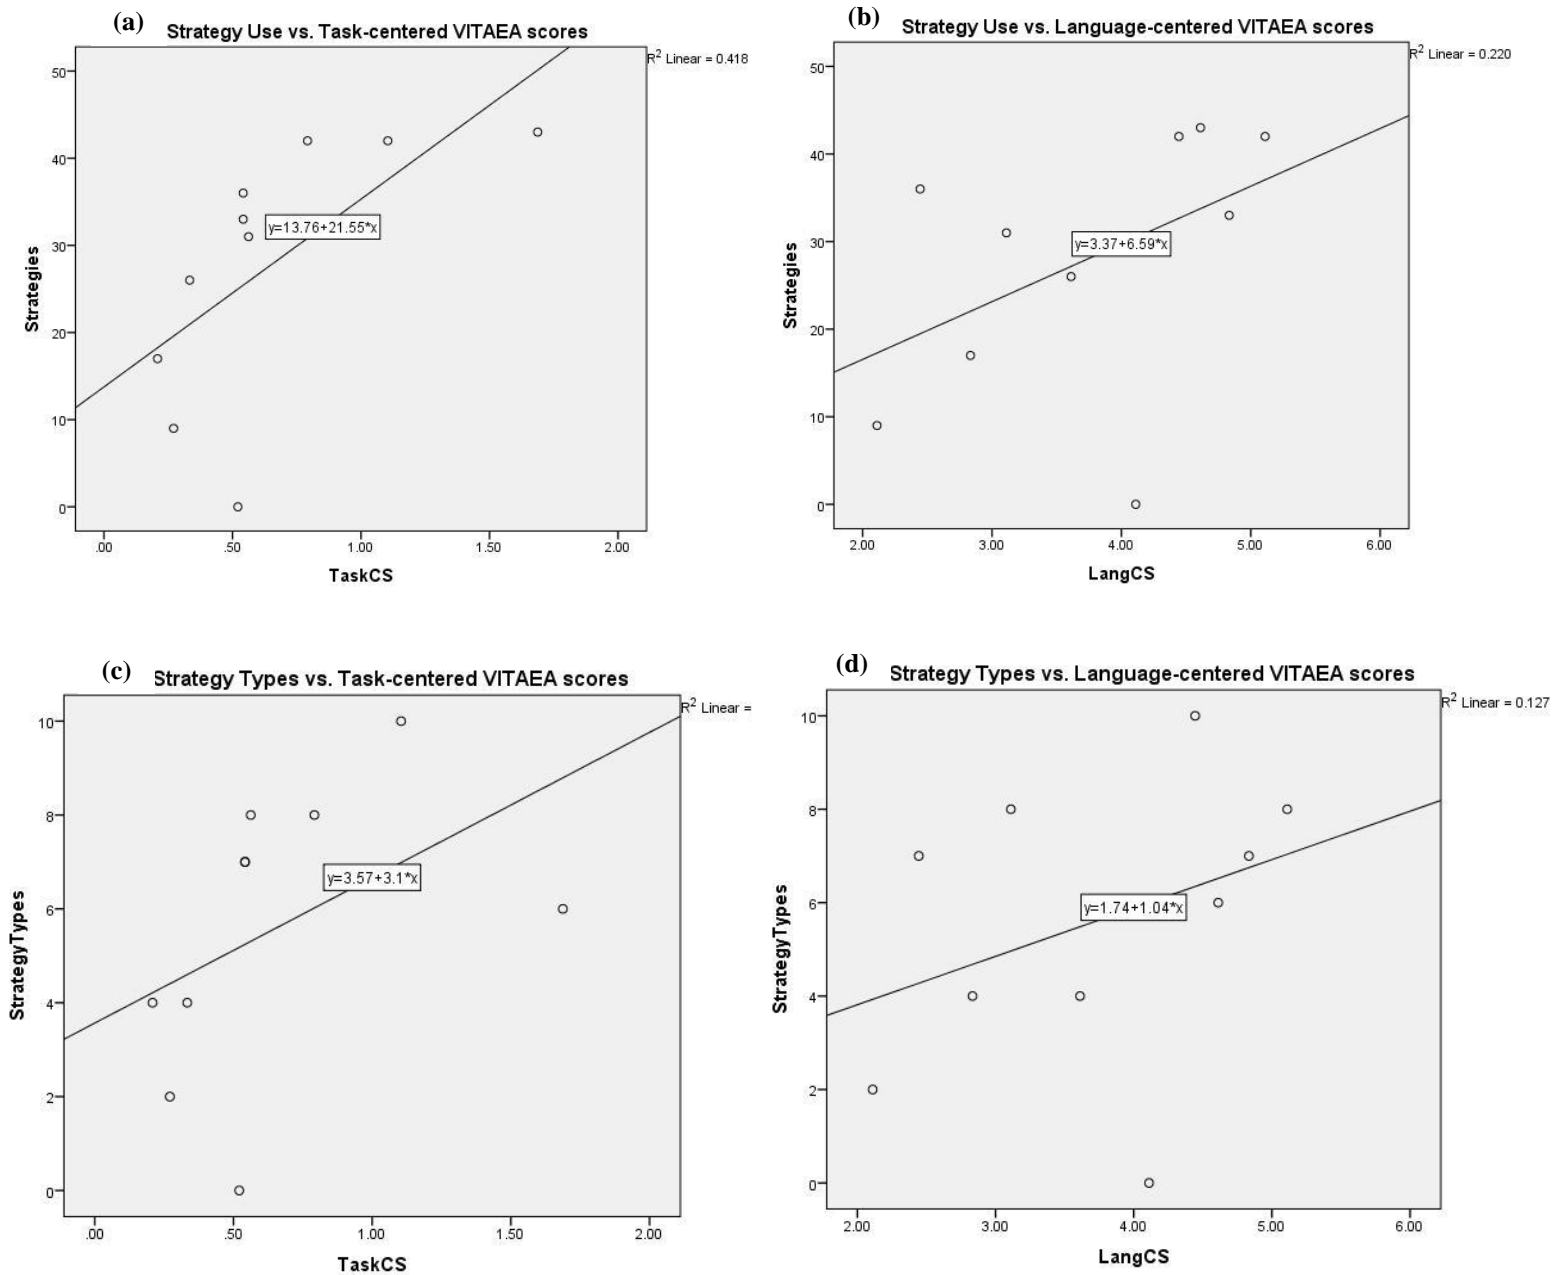 (a)
Strategy Use vs. Task-centered VITAEA scores
R² Linear = 0.418
50
40
30
20
10
0
Strategies
y=13.76+21.55*x
.00 .50 1.00 1.50 2.00
TaskCS
(b)
Strategy Use vs. Language-centered VITAEA scores
R² Linear = 0.220
50
40
30
20
10
0
Strategies
y=3.37+6.59*x
2.00 3.00 4.00 5.00 6.00
LangCS
(c)
Strategy Types vs. Task-centered VITAEA scores
R² Linear =
10
8
6
4
2
0
StrategyTypes
y=3.57+3.1*x
.00 .50 1.00 1.50 2.00
TaskCS
(d)
Strategy Types vs. Language-centered VITAEA scores
R² Linear = 0.127
10
8
6
4
2
0
StrategyTypes
y=1.74+1.04*x
2.00 3.00 4.00 5.00 6.00
LangCS